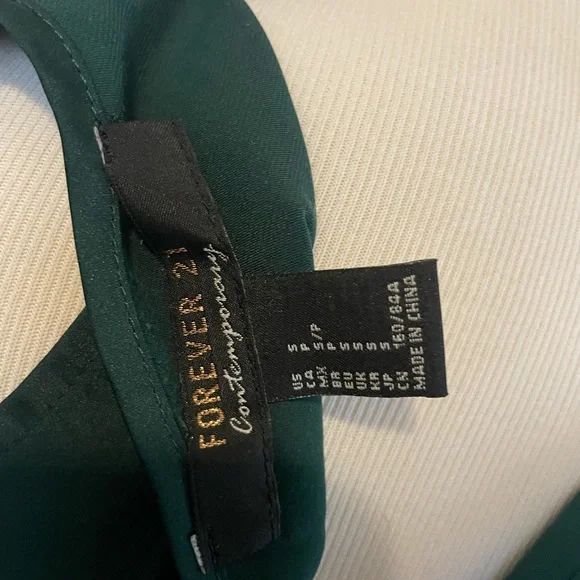 FOREVER 21
Contemporary
US S
CA P
MX S/P
BR S
EU S
UK S
KR S
JP S
CN 160/84A
MADE IN CHINA